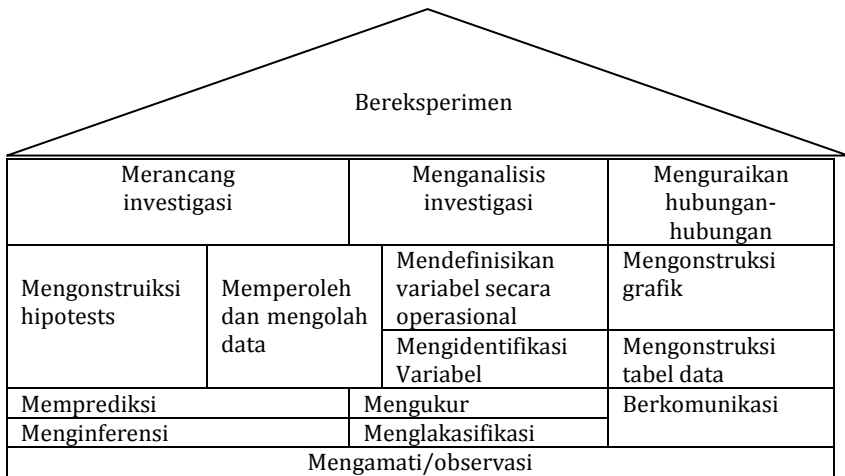 Bereksperimen
Merancang
investigasi
Menganalisis
investigasi
Menguraikan
hubungan-
hubungan
Mengonstruiksi
hipotests
Memperoleh
dan mengolah
data
Mendefinisikan
variabel secara
operasional
Mengonstruksi
grafik
Mengidentifikasi
Variabel
Mengonstruksi
tabel data
Memprediksi
Mengukur
Berkomunikasi
Menginferensi
Menglakasifikasi
Mengamati/observasi